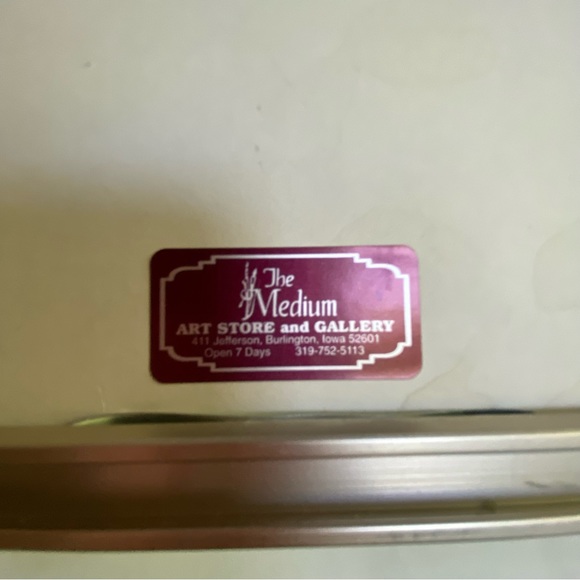 The
Medium
ART STORE and GALLERY
411 Jefferson, Burlington, Iowa 52601
Open 7 Days 319-752-5113